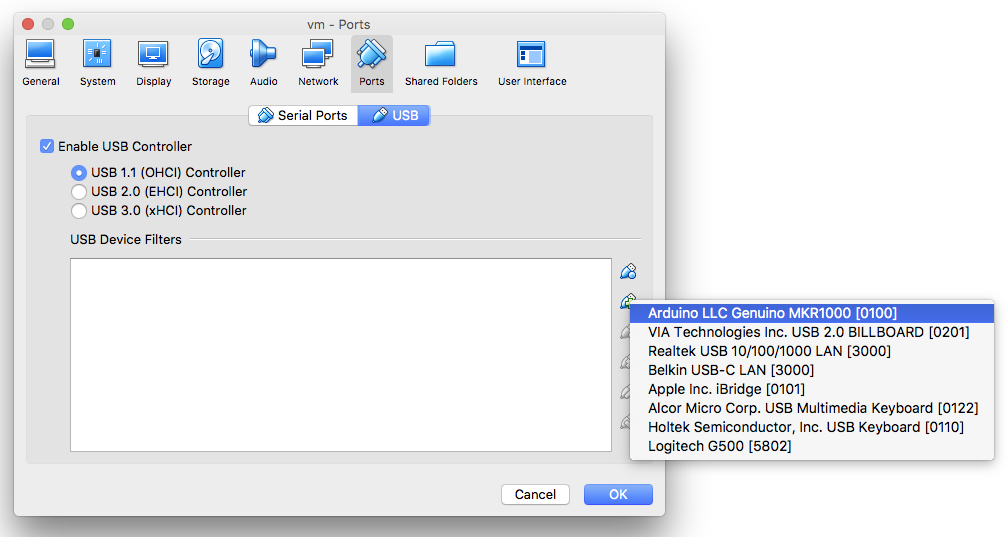 vm - Ports
General
System
Display
Storage
Audio
Network
Ports
Shared Folders
User Interface
Serial Ports
USB
Enable USB Controller
USB 1.1 (OHCI) Controller
USB 2.0 (EHCI) Controller
USB 3.0 (xHCI) Controller
USB Device Filters
Arduino LLC Genuino MKR1000 [0100]
VIA Technologies Inc. USB 2.0 BILLBOARD [0201]
Realtek USB 10/100/1000 LAN [3000]
Belkin USB-C LAN [3000]
Apple Inc. iBridge [0101]
Alcor Micro Corp. USB Multimedia Keyboard [0122]
Holtek Semiconductor, Inc. USB Keyboard [0110]
Logitech G500 [5802]
Cancel
OK